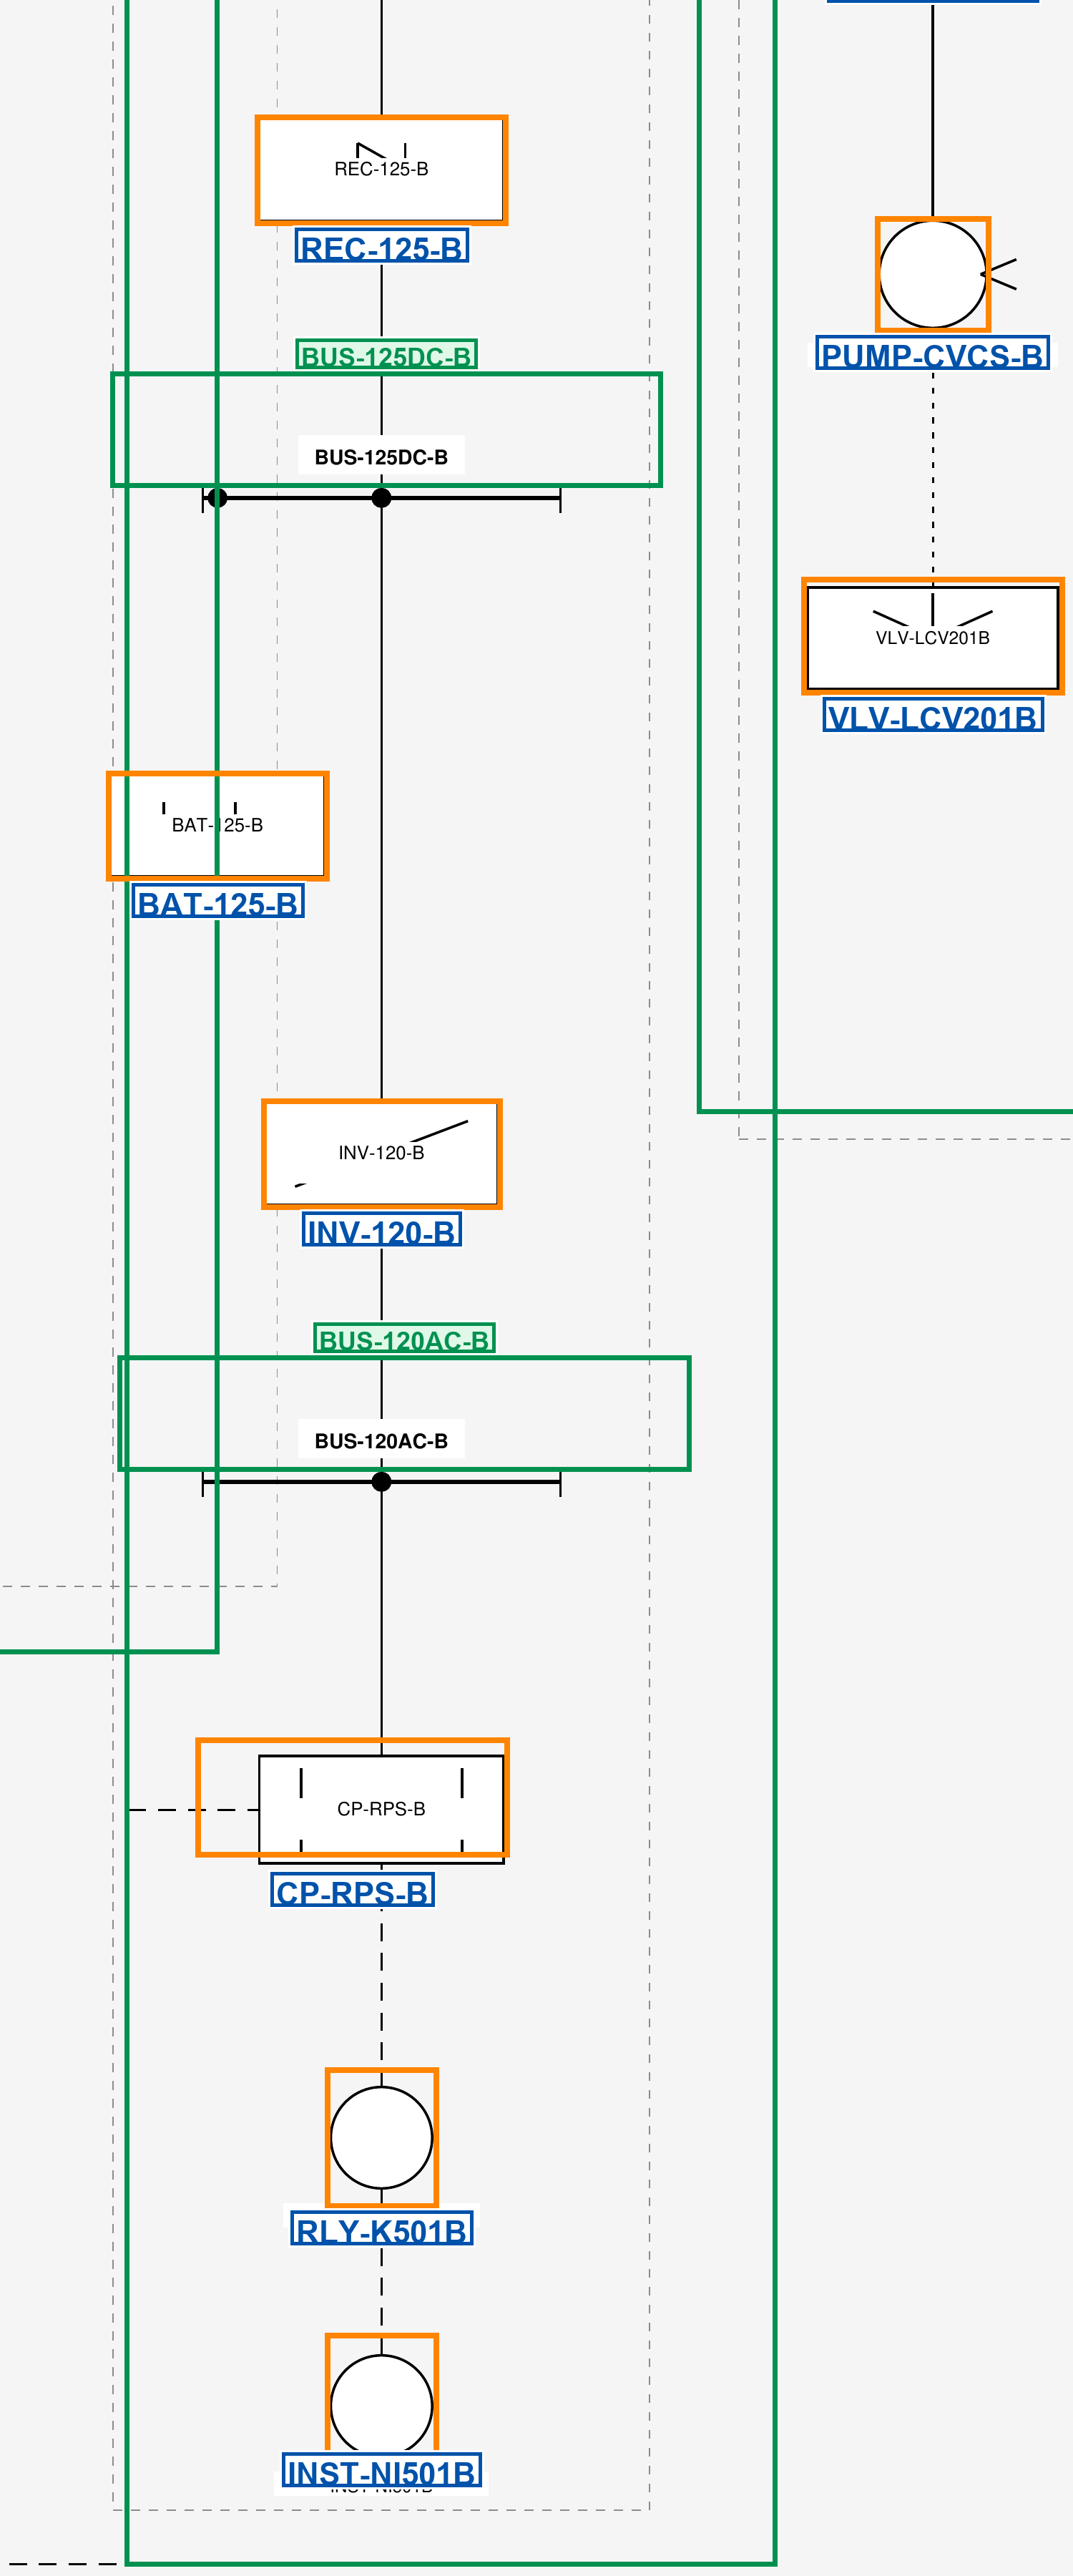 REC-125-B
REC-125-B
BUS-125DC-B
BUS-125DC-B
PUMP-CVCS-B
VLV-LCV201B
VLV-LCV201B
BAT-125-B
BAT-125-B
INV-120-B
INV-120-B
BUS-120AC-B
BUS-120AC-B
CP-RPS-B
CP-RPS-B
RLY-K501B
INST-NI501B